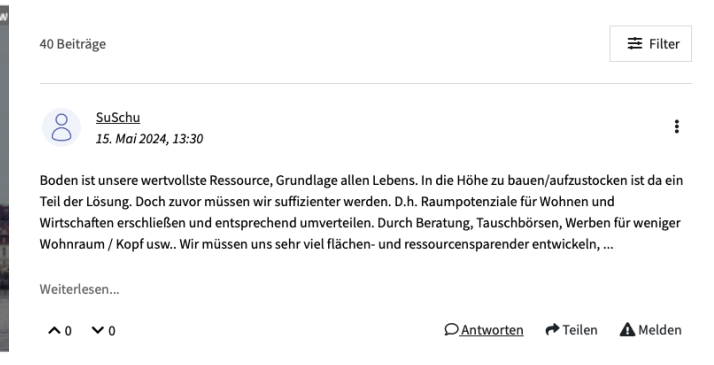 40 Beiträge
Filter
SuSchu
15. Mai 2024, 13:30
Boden ist unsere wertvollste Ressource, Grundlage allen Lebens. In die Höhe zu bauen/aufzustocken ist da ein
Teil der Lösung. Doch zuvor müssen wir suffizienter werden. D.h. Raumpotenziale für Wohnen und
Wirtschaften erschließen und entsprechend umverteilen. Durch Beratung, Tauschbörsen, Werben für weniger
Wohnraum / Kopf usw.. Wir müssen uns sehr viel flächen- und ressourcensparender entwickeln, ...
Weiterlesen...
0 0 Antworten Teilen Melden